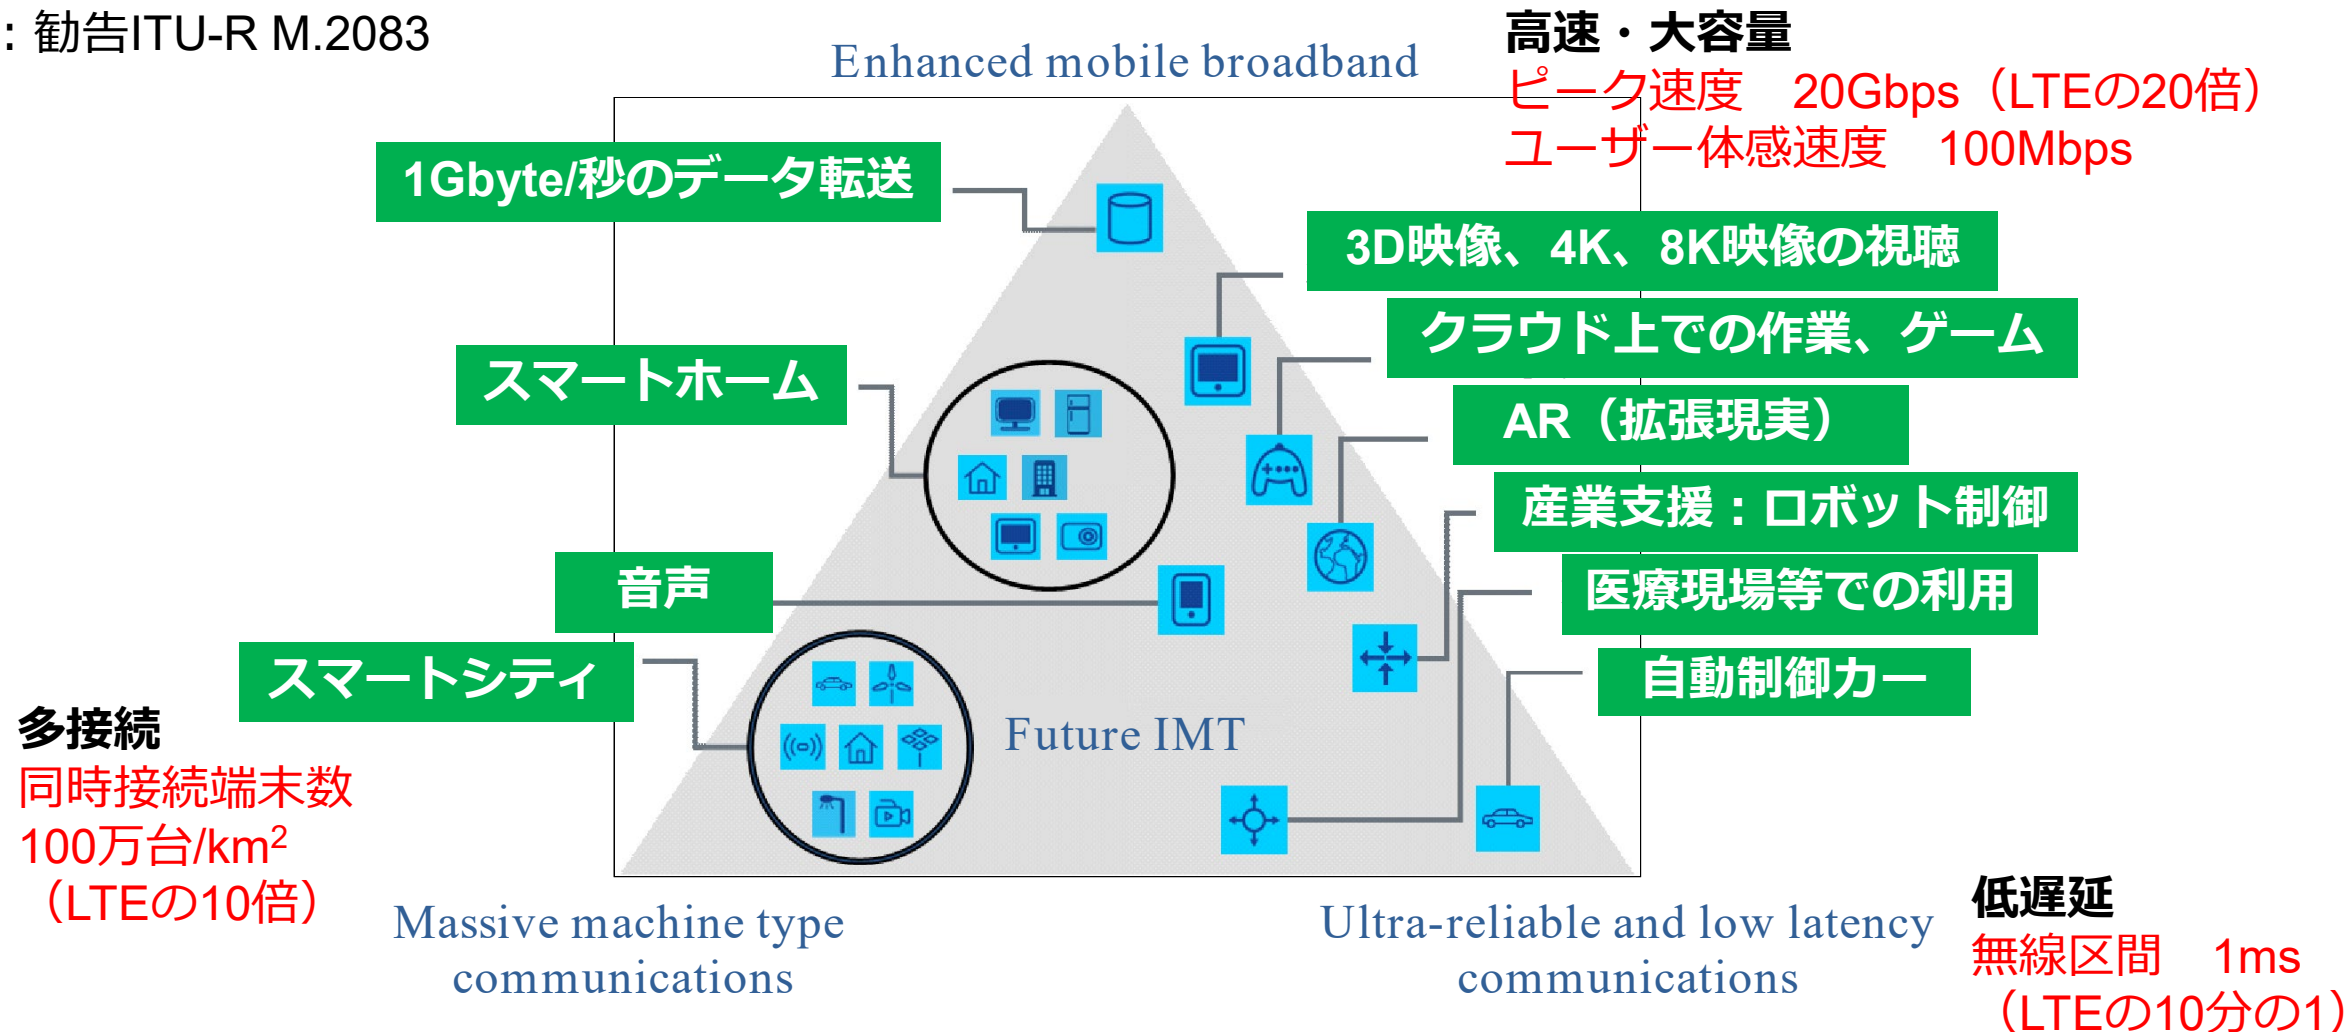 ：勧告ITU-R M.2083
Enhanced mobile broadband
高速・大容量
ピーク速度　20Gbps（LTEの20倍）
ユーザー体感速度　100Mbps
1Gbyte/秒のデータ転送
3D映像、4K、8K映像の視聴
クラウド上での作業、ゲーム
スマートホーム
AR（拡張現実）
産業支援：ロボット制御
音声
医療現場等での利用
スマートシティ
自動制御カー
多接続
同時接続端末数
100万台/km²
（LTEの10倍）
Future IMT
Massive machine type
communications
Ultra-reliable and low latency
communications
低遅延
無線区間　1ms
（LTEの10分の1）